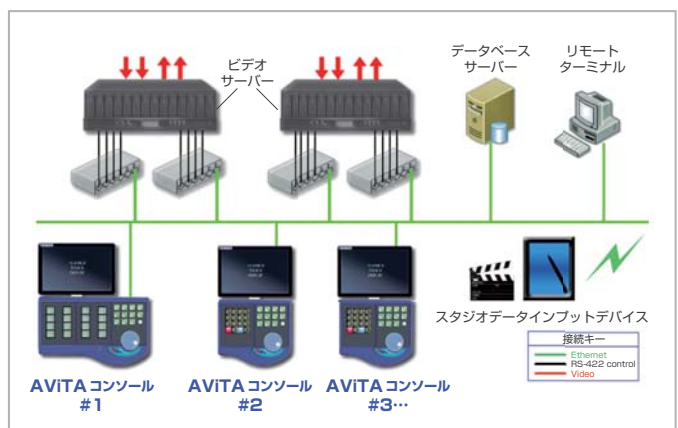 ビデオ
サーバー
データベース
サーバー
リモート
ターミナル
スタジオデータインプットデバイス
接続キー
Ethernet
RS-422 control
Video
AViTA コンソール
#1
AViTA コンソール
#2
AViTA コンソール
#3…